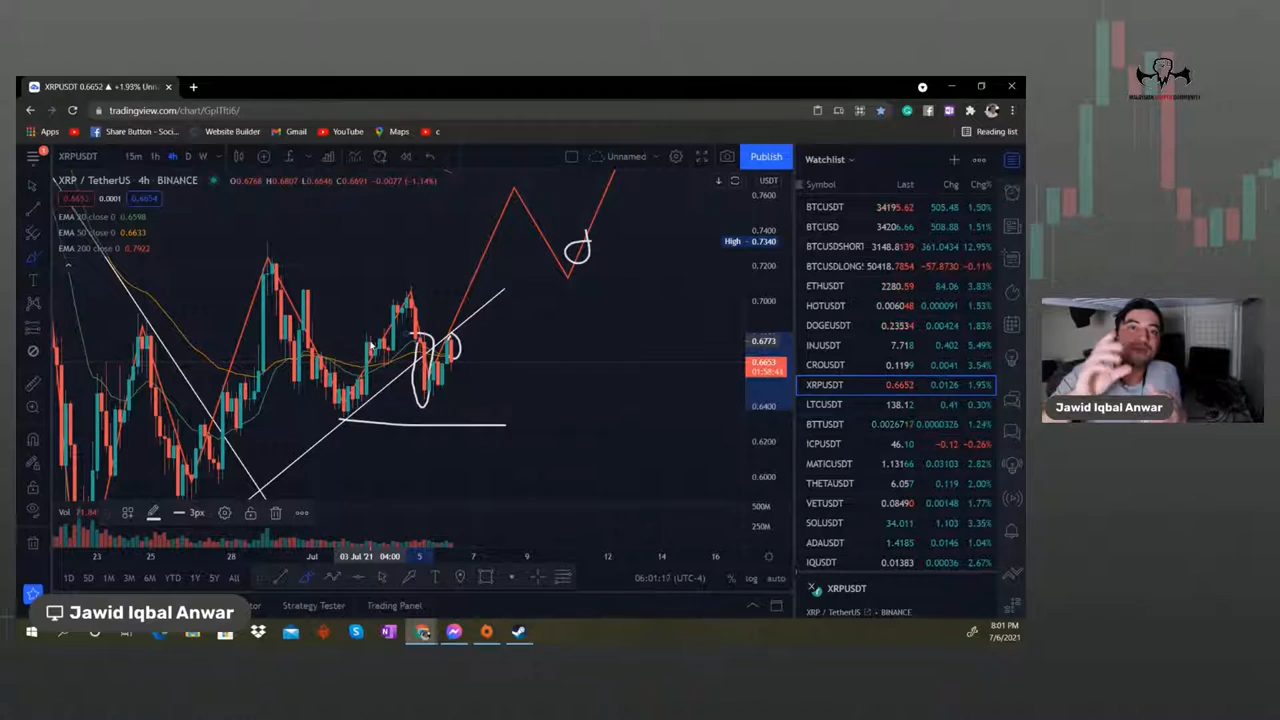 XRPUSDT 0.6652 ▲ +1.93% Unn
tradingview.com/chart/GpITlti6/
Apps
Share Button - Soci...
Website Builder
Gmail
YouTube
Maps
c
Reading list
XRPUSDT 15m 1h 4h D W
Unnamed
Publish
XRP / TetherUS · 4h · BINANCE
O0.6768 H0.6807 L0.6646 C0.6691 -0.0077 (-1.14%)
0.6652 0.0001 0.6654
EMA 20 close 0 0.6598
EMA 50 close 0 0.6633
EMA 200 close 0 0.7922
USDT
0.7600
0.7400
High 0.7340
0.7200
0.7000
0.6773
0.6653
01:58:43
0.6400
0.6200
0.6000
500M
250M
Vol 71.84
3px
23 25 28 Jul 03 Jul '21 04:00 5 7 9 12 14 16
1D 5D 1M 3M 6M YTD 1Y 5Y All
06:01:17 (UTC-4) % log auto
Strategy Tester
Trading Panel
Watchlist
Symbol Last Chg Chg%
BTCUSDT 34195.62 505.48 1.50%
BTCUSD 34206.66 508.88 1.51%
BTCUSDSHORT 3148.8139 361.0434 12.95%
BTCUSDLONG 50418.7854 -57.8730 -0.11%
ETHUSDT 2280.59 84.06 3.83%
HOTUSDT 0.006048 0.000091 1.53%
DOGEUSDT 0.23534 0.00424 1.83%
INJUSDT 7.718 0.402 5.49%
CROUSDT 0.1199 0.0041 3.54%
XRPUSDT 0.6652 0.0126 1.95%
LTCUSDT 138.12 0.41 0.30%
BTTUSDT 0.0026717 0.0000326 1.24%
ICPUSDT 46.10 -0.12 -0.26%
MATICUSDT 1.13166 0.03103 2.82%
THETAUSDT 6.057 0.119 2.00%
VETUSDT 0.08490 0.00148 1.77%
SOLUSDT 34.011 1.103 3.35%
ADAUSDT 1.4185 0.0146 1.04%
IQUSDT 0.01383 0.00036 2.67%
XRPUSDT
XRP / TetherUS BINANCE
Jawid Iqbal Anwar
Jawid Iqbal Anwar
8:01 PM
7/6/2021